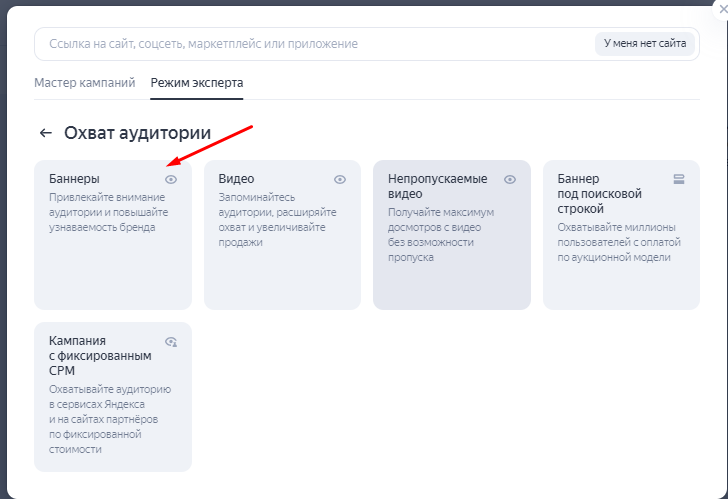 Ссылка на сайт, соцсеть, маркетплейс или приложение
У меня нет сайта
Мастер кампаний
Режим эксперта
Охват аудитории
Баннеры
Привлекайте внимание
аудитории и повышайте
узнаваемость бренда
Видео
Запоминайтесь
аудитории, расширяйте
охват и увеличивайте
продажи
Непропускаемые
видео
Получайте максимум
досмотров с видео
без возможности
пропуска
Баннер
под поисковой
строкой
Охватывайте миллионы
пользователей с оплатой
по аукционной модели
Кампания
с фиксированным
CPM
Охватывайте аудиторию
в сервисах Яндекса
и на сайтах партнёров
по фиксированной
стоимости